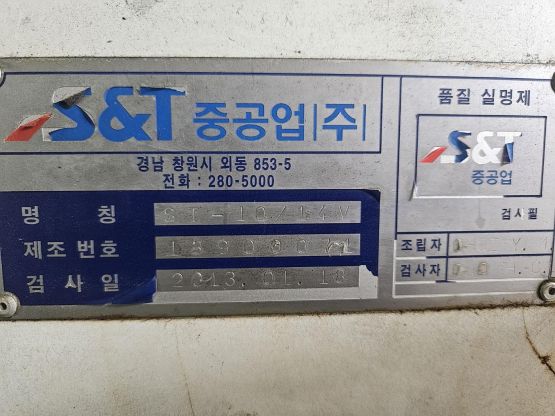 S&T 중공업(주)
경남 창원시 외동 853-5
전화 : 280-5000
명 칭
제조번호
검 사 일 2013.01.18
품질 실명제
S&T
중공업
검사필
조립자
검사자